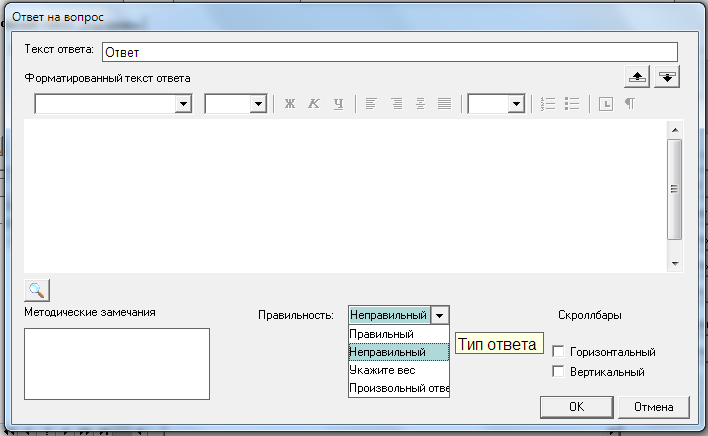 Ответ на вопрос
Текст ответа: Ответ
Форматированный текст ответа
Ж К Ч
Методические замечания
Правильность: Неправильный
Скроллбары
Правильный
Неправильный
Тип ответа
Укажите вес
Произвольный отве
Горизонтальный
Вертикальный
OK
Отмена